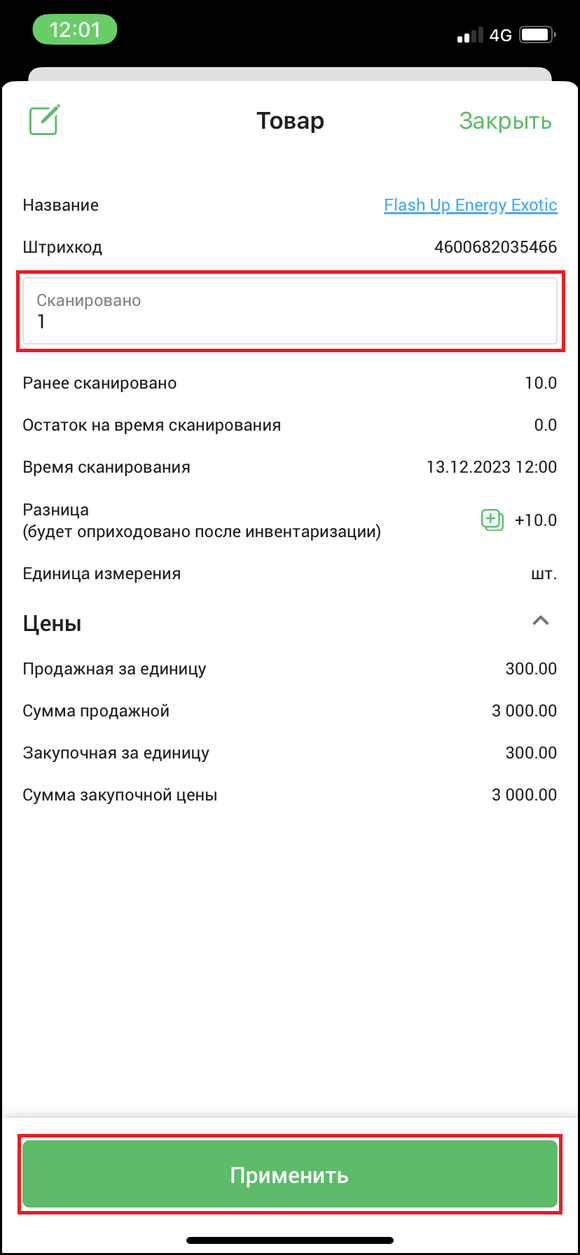 12:01
4G
Товар
Закрыть
Название
Flash Up Energy Exotic
Штрихкод
4600682035466
Сканировано
1
Ранее сканировано
10.0
Остаток на время сканирования
0.0
Время сканирования
13.12.2023 12:00
Разница
(будет оприходовано после инвентаризации)
+10.0
Единица измерения
шт.
Цены
Продажная за единицу
300.00
Сумма продажной
3 000.00
Закупочная за единицу
300.00
Сумма закупочной цены
3 000.00
Применить